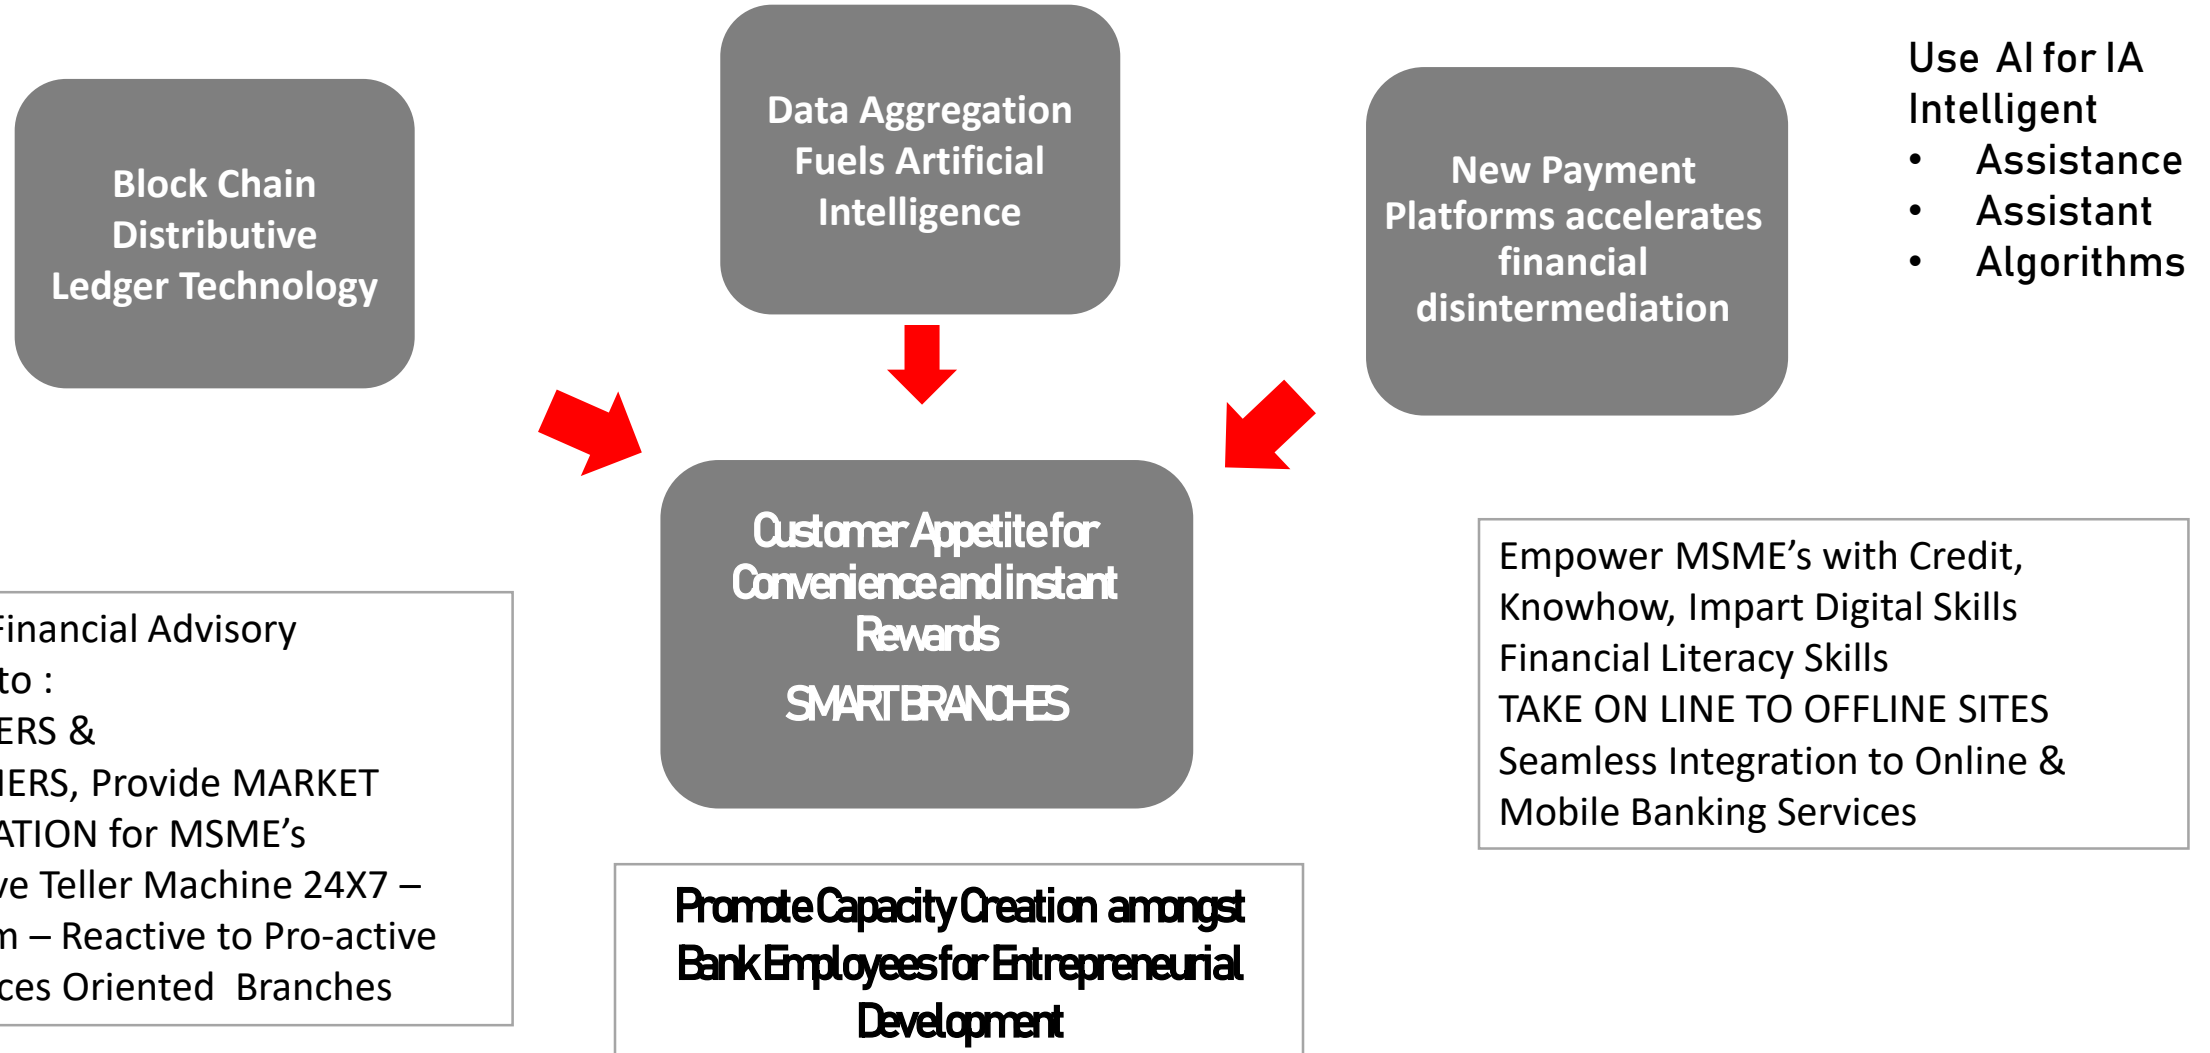 Block Chain
Distributive
Ledger Technology
Data Aggregation
Fuels Artificial
Intelligence
New Payment
Platforms accelerates
financial
disintermediation
Use AI for IA
Intelligent
• Assistance
• Assistant
• Algorithms
Customer Appetite for
Convenience and instant
Rewards
SMART BRANCHES
Financial Advisory
to :
ERS &
ERS, Provide MARKET
ATION for MSME’s
ve Teller Machine 24X7 –
m – Reactive to Pro-active
ces Oriented Branches
Empower MSME’s with Credit,
Knowhow, Impart Digital Skills
Financial Literacy Skills
TAKE ON LINE TO OFFLINE SITES
Seamless Integration to Online &
Mobile Banking Services
Promote Capacity Creation amongst
Bank Employees for Entrepreneurial
Development